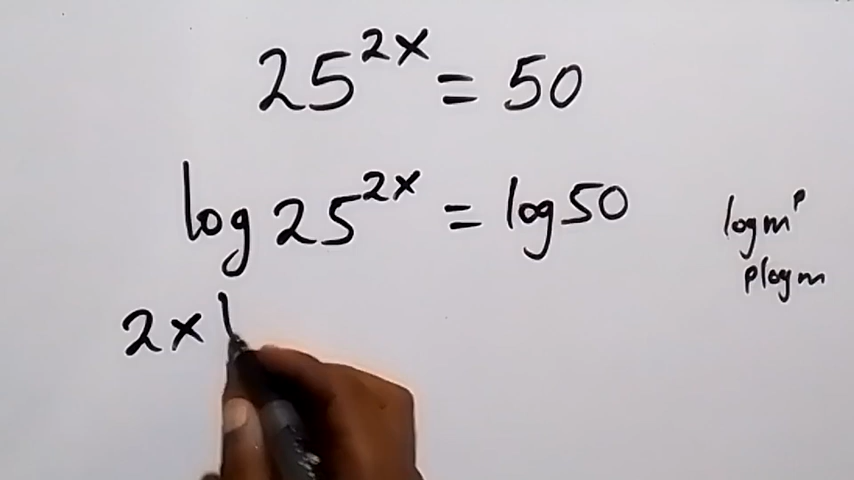 25^{2x} = 50
log 25^{2x} = log 50
log m^p
p log m
2x l